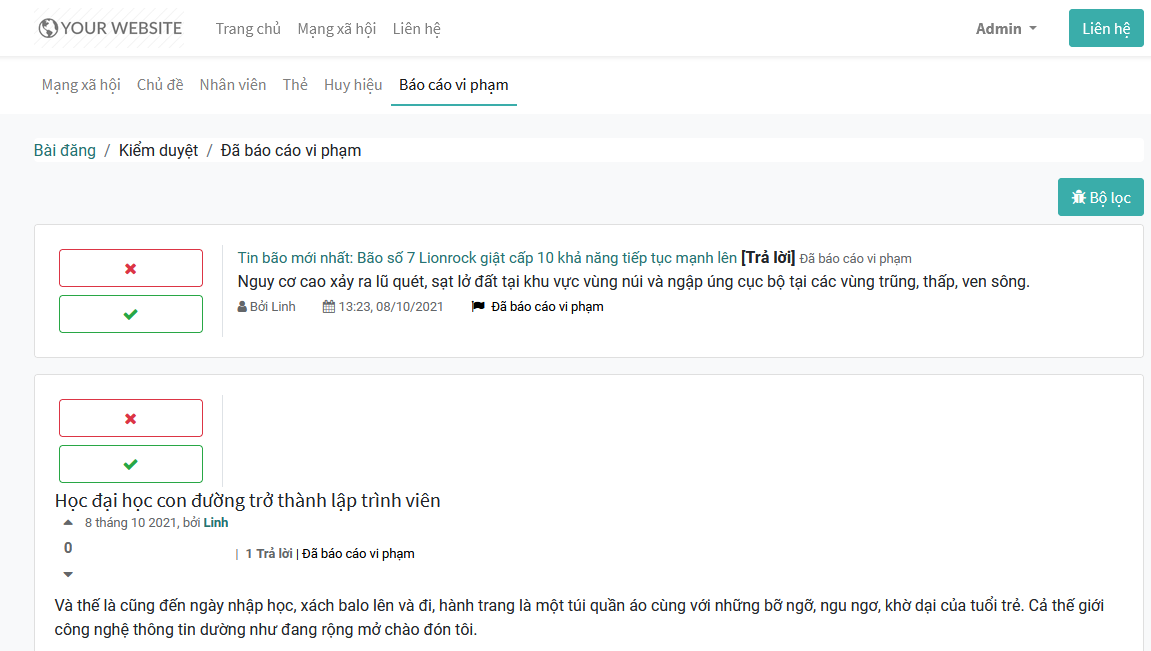 YOUR WEBSITE Trang chủ Mạng xã hội Liên hệ Admin Liên hệ
Mạng xã hội Chủ đề Nhân viên Thẻ Huy hiệu Báo cáo vi phạm
Bài đăng / Kiểm duyệt / Đã báo cáo vi phạm
Bộ lọc
Tin bão mới nhất: Bão số 7 Lionrock giật cấp 10 khả năng tiếp tục mạnh lên [Trả lời] Đã báo cáo vi phạm
Nguy cơ cao xảy ra lũ quét, sạt lở đất tại khu vực vùng núi và ngập úng cục bộ tại các vùng trũng, thấp, ven sông.
Bởi Linh 13:23, 08/10/2021 Đã báo cáo vi phạm
Học đại học con đường trở thành lập trình viên
8 tháng 10 2021, bởi Linh
0
| 1 Trả lời | Đã báo cáo vi phạm
Và thế là cũng đến ngày nhập học, xách balo lên và đi, hành trang là một túi quần áo cùng với những bỡ ngỡ, ngu ngơ, khờ dại của tuổi trẻ. Cả thế giới
công nghệ thông tin dường như đang rộng mở chào đón tôi.